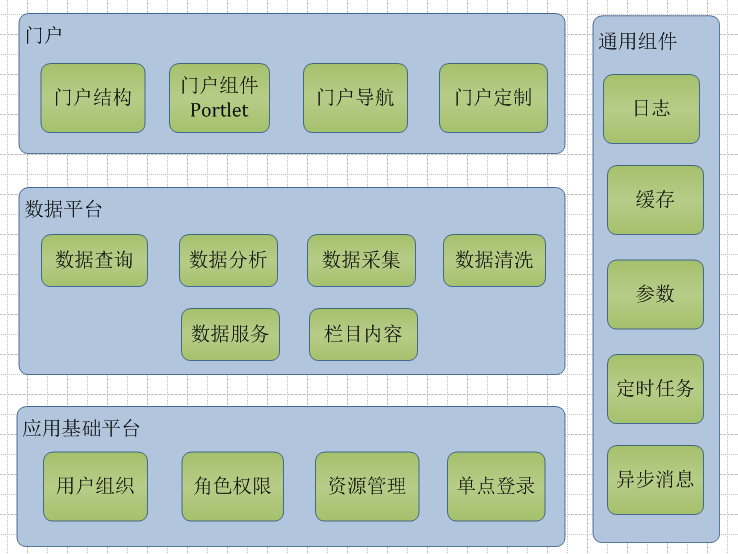 门户
门户结构
门户组件
Portlet
门户导航
门户定制
数据平台
数据查询
数据分析
数据采集
数据清洗
数据服务
栏目内容
应用基础平台
用户组织
角色权限
资源管理
单点登录
通用组件
日志
缓存
参数
定时任务
异步消息